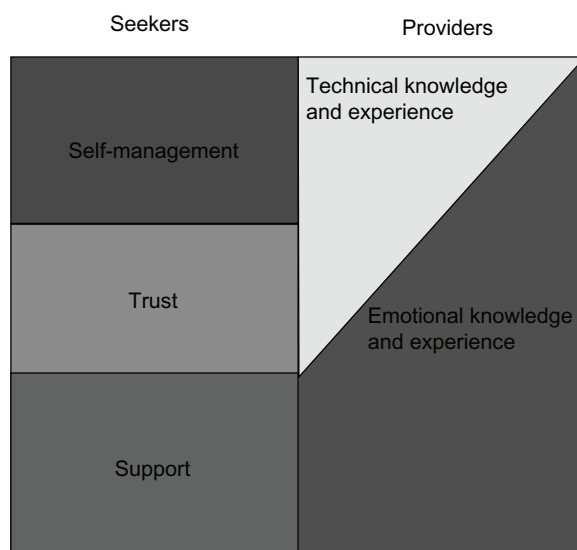 Seekers
Providers
Technical knowledge
and experience
Self-management
Trust
Emotional knowledge
and experience
Support